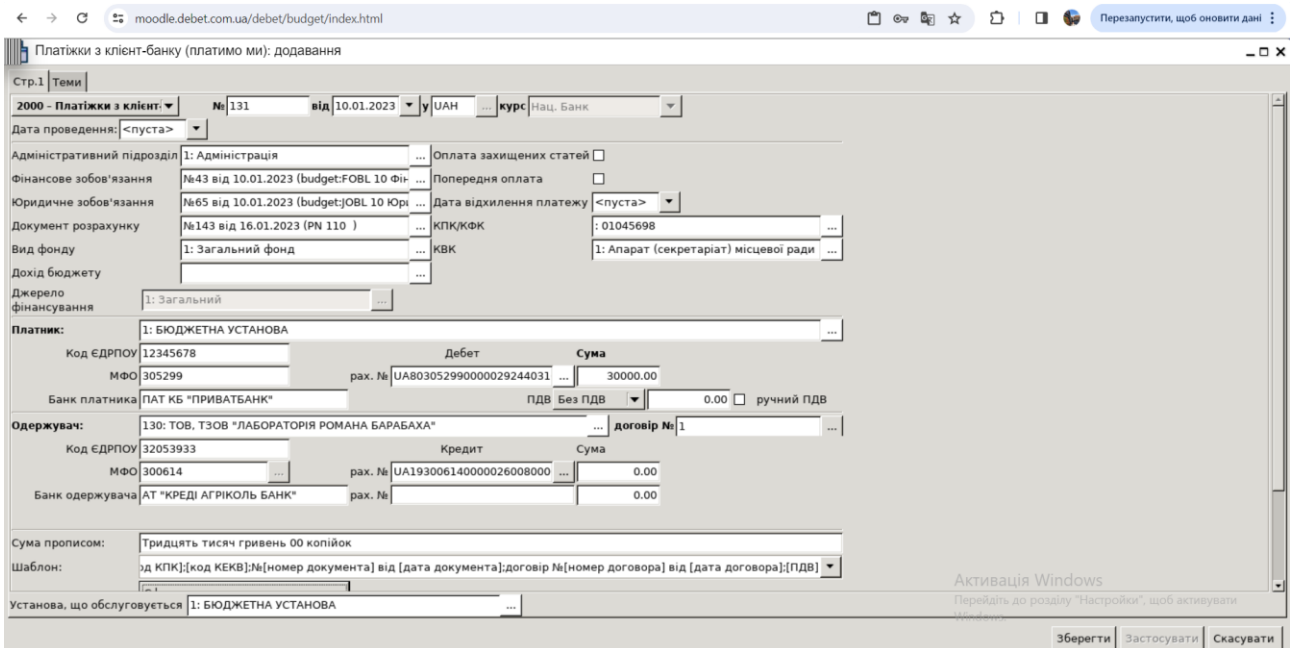 moodle.debet.com.ua/debet/budget/index.html Перезапустити, щоб оновити дані
Платіжки з клієнт-банку (платимо ми): додавання
Стр.1 Теми
2000 - Платіжки з клієнт- № 131 від 10.01.2023 у UAH ... курс Нац. Банк
Дата проведення: <пуста>
Адміністративний підрозділ 1: Адміністрація ... Оплата захищених статей
Фінансове зобов'язання №43 від 10.01.2023 (budget:FOBL 10 Фін ... Попередня оплата
Юридичне зобов'язання №65 від 10.01.2023 (budget:JOBL 10 Юри ... Дата відхилення платежу <пуста>
Документ розрахунку №143 від 16.01.2023 (PN 110 ) ... КПК/КФК : 01045698 ...
Вид фонду 1: Загальний фонд ... КВК 1: Апарат (секретаріат) місцевої ради ...
Дохід бюджету ...
Джерело
фінансування 1: Загальний ...
Платник: 1: БЮДЖЕТНА УСТАНОВА ...
Код ЄДРПОУ 12345678 Дебет Сума
МФО 305299 рах. № UA803052990000029244031 ... 30000.00
Банк платника ПАТ КБ "ПРИВАТБАНК" ПДВ Без ПДВ 0.00 ручний ПДВ
Одержувач: 130: ТОВ, ТЗОВ "ЛАБОРАТОРІЯ РОМАНА БАРАБАХА" ... договір № 1 ...
Код ЄДРПОУ 32053933 Кредит Сума
МФО 300614 ... рах. № UA193006140000026008000 ... 0.00
Банк одержувача АТ "КРЕДІ АГРІКОЛЬ БАНК" рах. № 0.00
Сума прописом: Тридцять тисяч гривень 00 копійок
Шаблон: од КПК];[код КЕКВ];№[номер документа] від [дата документа];договір №[номер договора] від [дата договора];[ПДВ]
Установа, що обслуговується 1: БЮДЖЕТНА УСТАНОВА ...
Активація Windows
Перейдіть до розділу "Настройки", щоб активувати
Windows.
Зберегти Застосувати Скасувати